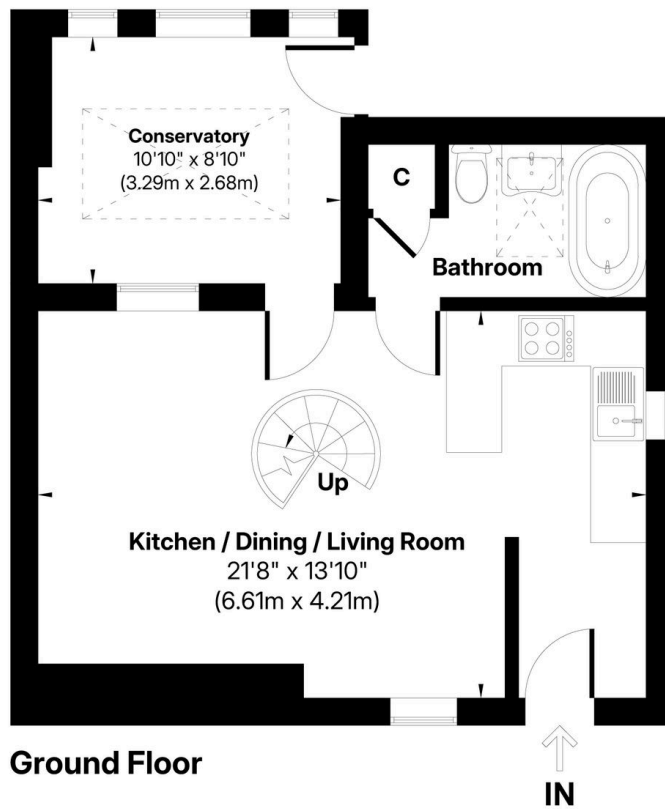 Conservatory
10'10" x 8'10"
(3.29m x 2.68m)
C
Bathroom
Up
Kitchen / Dining / Living Room
21'8" x 13'10"
(6.61m x 4.21m)
Ground Floor
IN